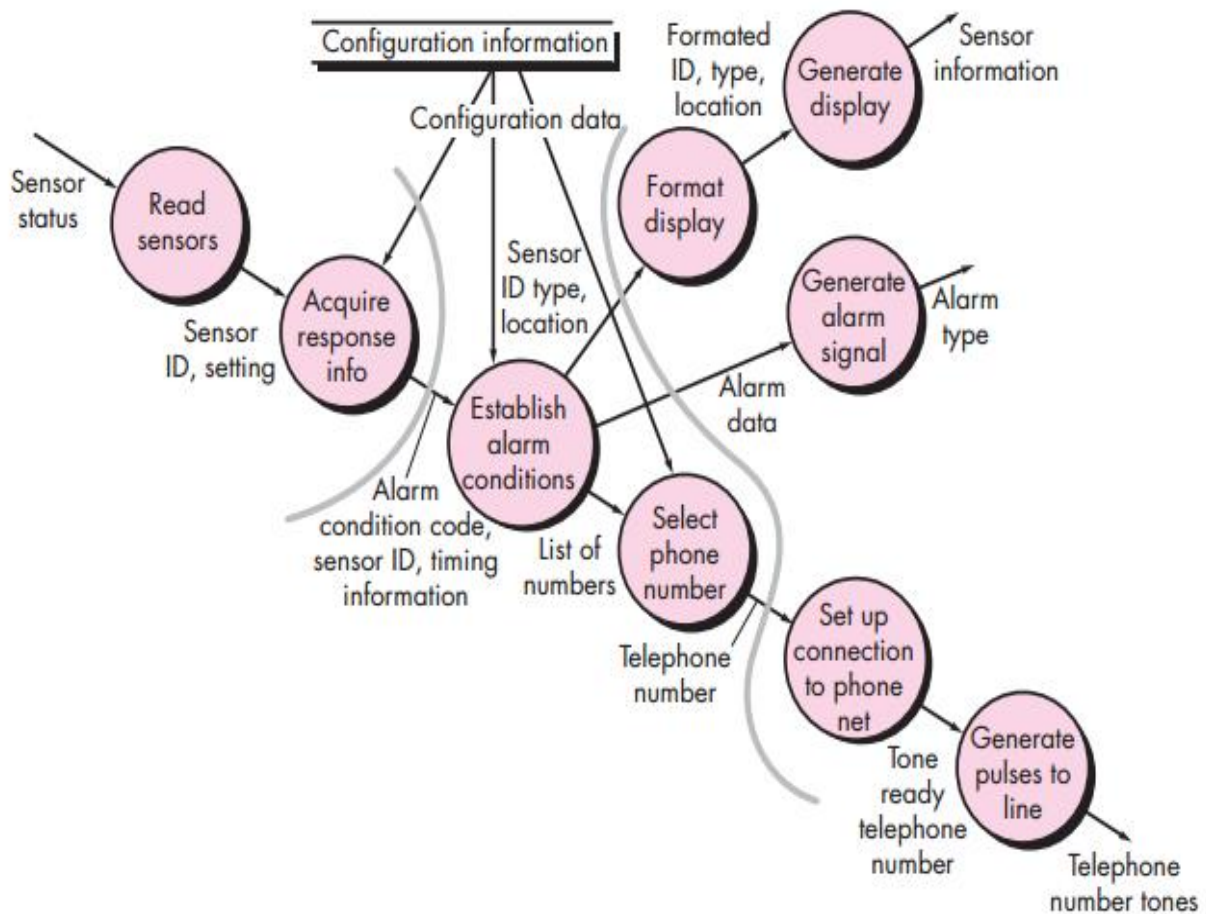 Configuration information
Configuration data
Formated
ID, type,
location
Generate
display
Sensor
information
Sensor
status
Read
sensors
Format
display
Sensor
ID, setting
Acquire
response
info
Sensor
ID type,
location
Generate
alarm
signal
Alarm
type
Establish
alarm
conditions
Alarm
data
Alarm
condition code,
sensor ID, timing
information
List of
numbers
Select
phone
number
Telephone
number
Set up
connection
to phone
net
Tone
ready
telephone
number
Generate
pulses to
line
Telephone
number tones